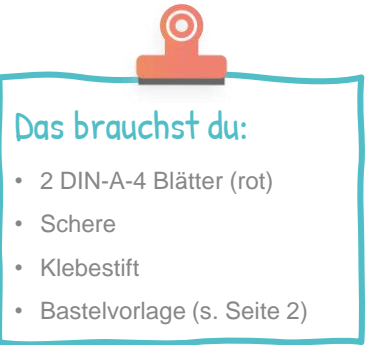 Das brauchst du:
• 2 DIN-A-4 Blätter (rot)
• Schere
• Klebestift
• Bastelvorlage (s. Seite 2)